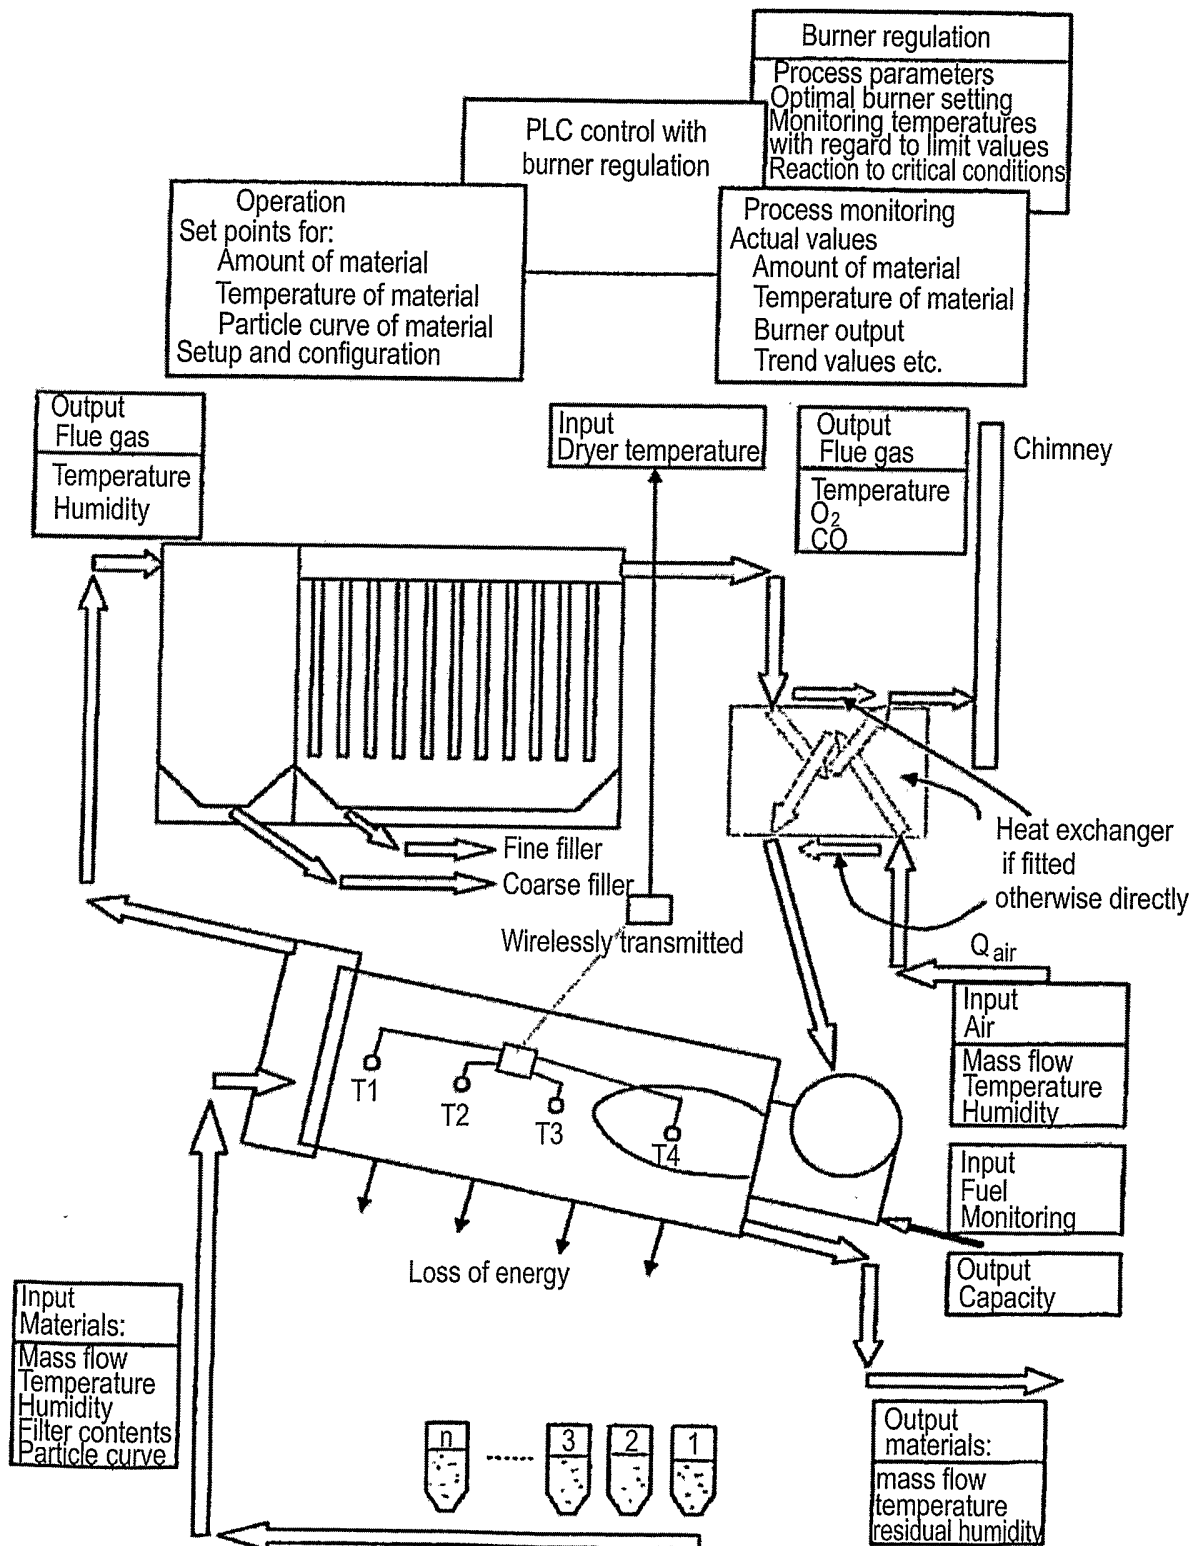 Burner regulation
Process parameters
Optimal burner setting
Monitoring temperatures
with regard to limit values
Reaction to critical conditions
PLC control with
burner regulation
Operation
Set points for:
Amount of material
Temperature of material
Particle curve of material
Setup and configuration
Process monitoring
Actual values
Amount of material
Temperature of material
Burner output
Trend values etc.
Output
Flue gas
Temperature
Humidity
Input
Dryer temperature
Output
Flue gas
Temperature
O2
CO
Chimney
Fine filler
Coarse filler
Heat exchanger
if fitted
otherwise directly
Wirelessly transmitted
Q air
Input
Air
Mass flow
Temperature
Humidity
T1
T2
T3
T4
Input
Fuel
Monitoring
Loss of energy
Output
Capacity
Input
Materials:
Mass flow
Temperature
Humidity
Filter contents
Particle curve
n ...... 3 2 1
Output
materials:
mass flow
temperature
residual humidity